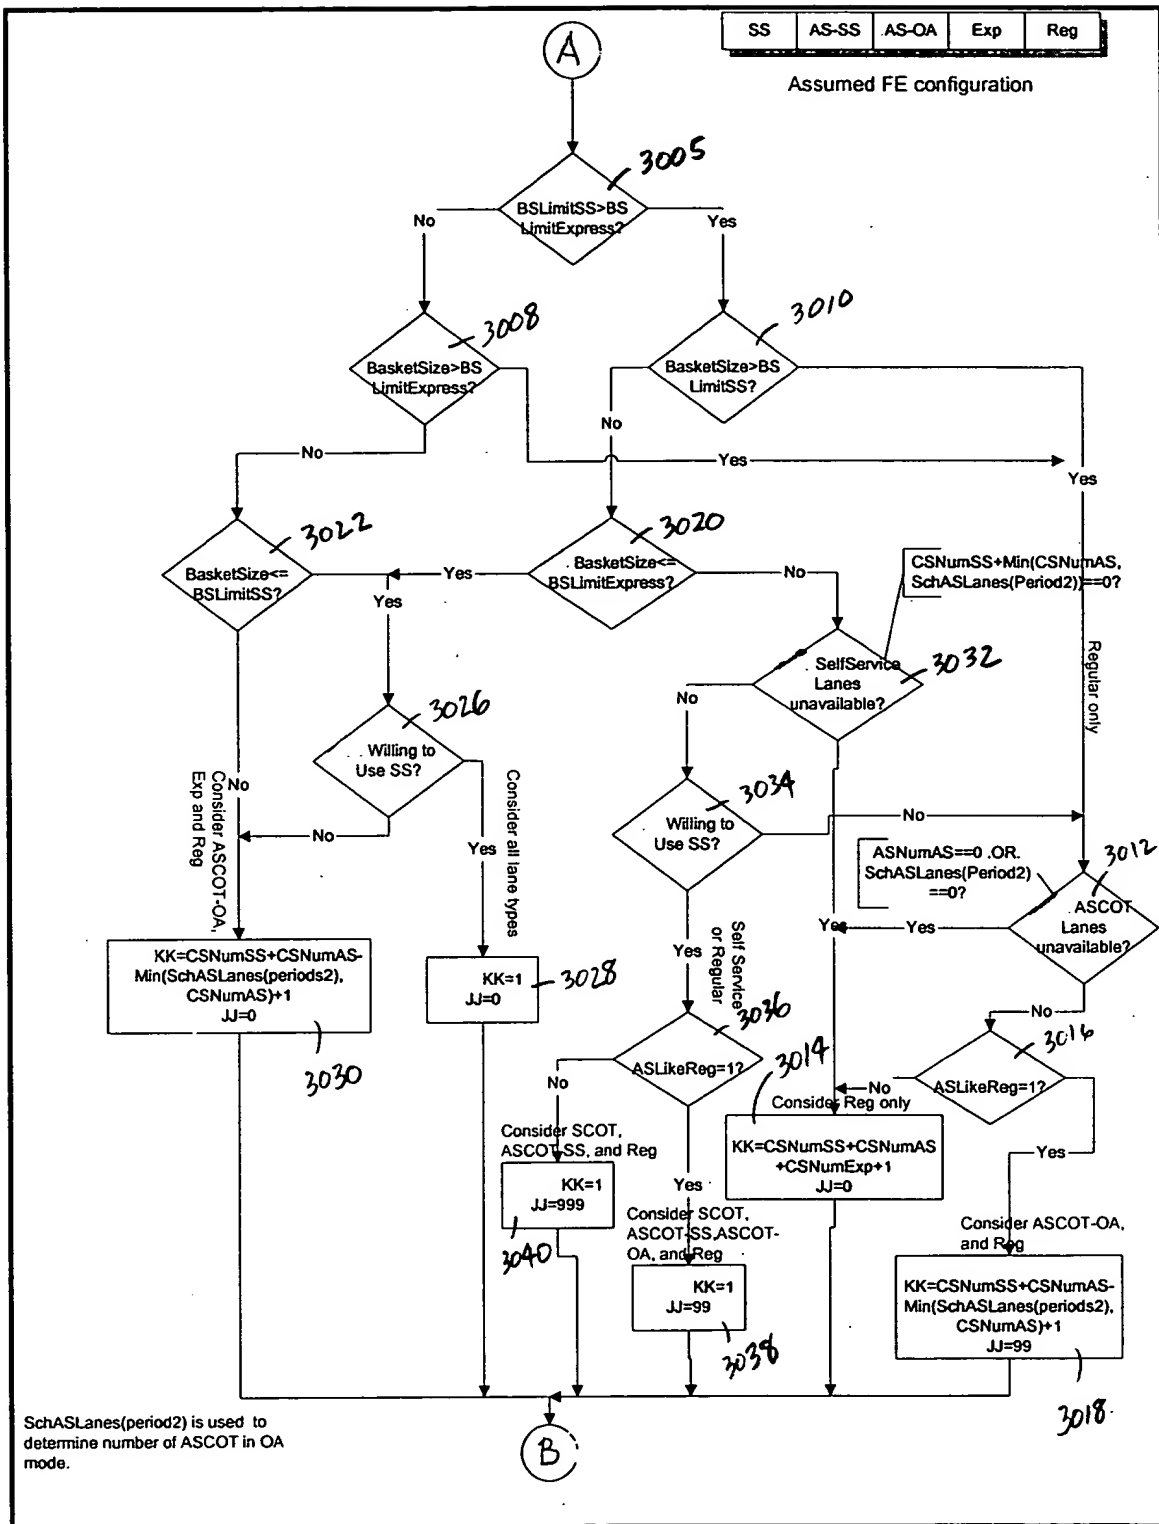 SS AS-SS AS-OA Exp Reg
Assumed FE configuration
A
3005
BSLimitSS>BS
LimitExpress?
No
Yes
3008
BasketSize>BS
LimitExpress?
3010
BasketSize>BS
LimitSS?
No
No
Yes
Yes
3022
BasketSize<=
BSLimitSS?
3020
BasketSize<=
BSLimitExpress?
Yes
Yes
No
CSNumSS+Min(CSNumAS,
SchASLanes(Period2))==0?
3032
SelfService
Lanes
unavailable?
No
Regular only
3026
Willing to
Use SS?
No
Consider ASCOT-OA,
Exp and Reg
No
Yes
Consider all lane types
3034
Willing to
Use SS?
No
ASNumAS==0 .OR.
SchASLanes(Period2)
==0?
3012
ASCOT
Lanes
unavailable?
Yes
Yes
KK=CSNumSS+CSNumAS-
Min(SchASLanes(periods2),
CSNumAS)+1
JJ=0
3030
KK=1
JJ=0
3028
Yes
Self Service
or Regular
3036
ASLikeReg=1?
No
No
3016
ASLikeReg=1?
3014
No
Consider Reg only
KK=CSNumSS+CSNumAS
+CSNumExp+1
JJ=0
Yes
Consider SCOT,
ASCOT-SS, and Reg
KK=1
JJ=999
3040
Yes
Consider SCOT,
ASCOT-SS,ASCOT-
OA, and Reg
KK=1
JJ=99
3038
Consider ASCOT-OA,
and Reg
KK=CSNumSS+CSNumAS-
Min(SchASLanes(periods2),
CSNumAS)+1
JJ=99
3018
SchASLanes(period2) is used to
determine number of ASCOT in OA
mode.
B